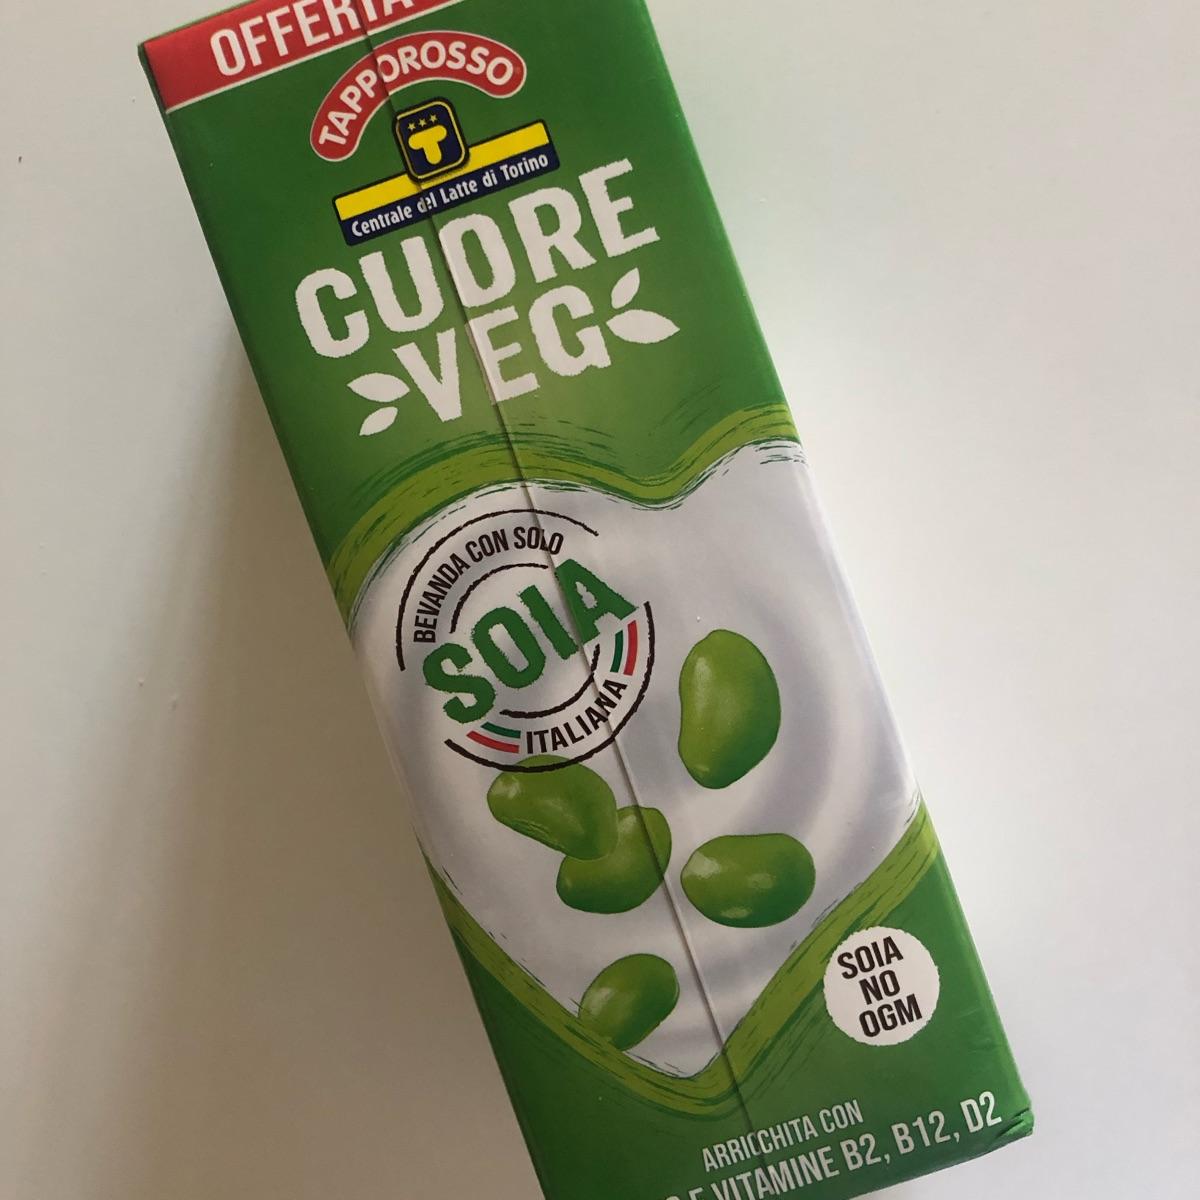 OFFERTA
TAPPOROSSO
T
Centrale del Latte di Torino
CUORE
VEG
BEVANDA CON SOLO
SOIA
ITALIANA
SOIA
NO
OGM
ARRICCHITA CON
E VITAMINE B2, B12, D2